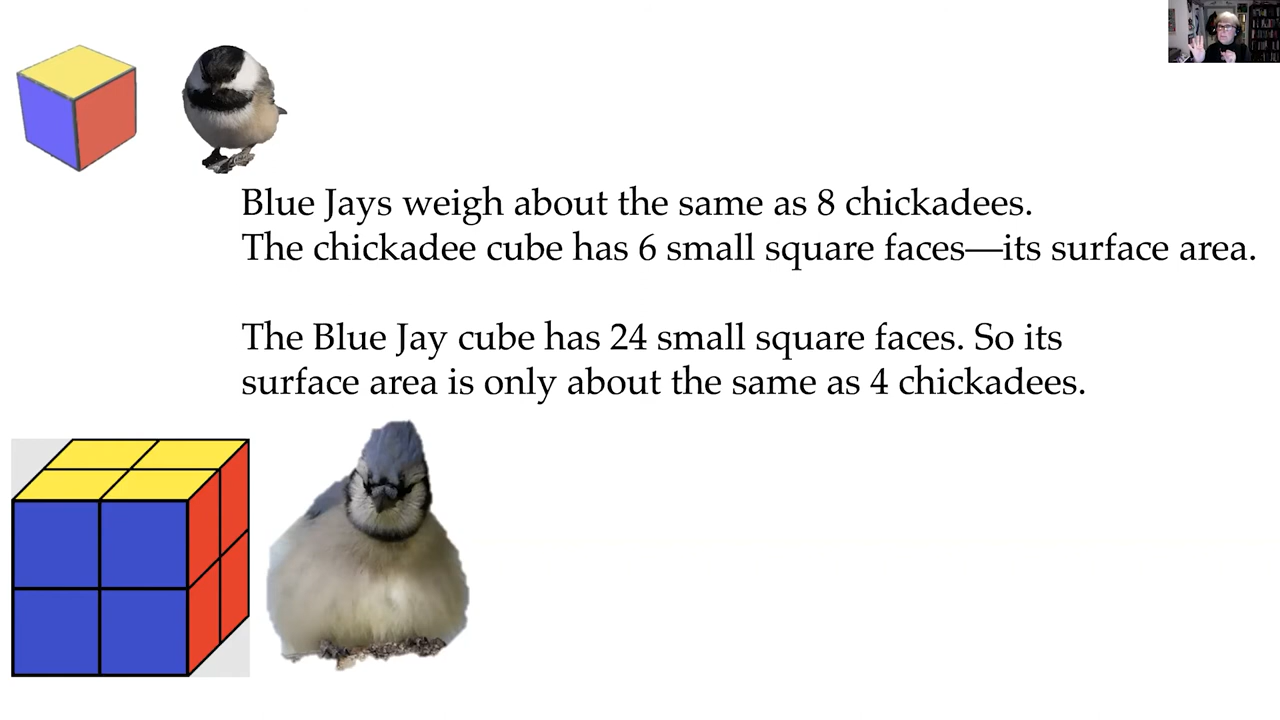 Blue Jays weigh about the same as 8 chickadees.
The chickadee cube has 6 small square faces—its surface area.
The Blue Jay cube has 24 small square faces. So its
surface area is only about the same as 4 chickadees.